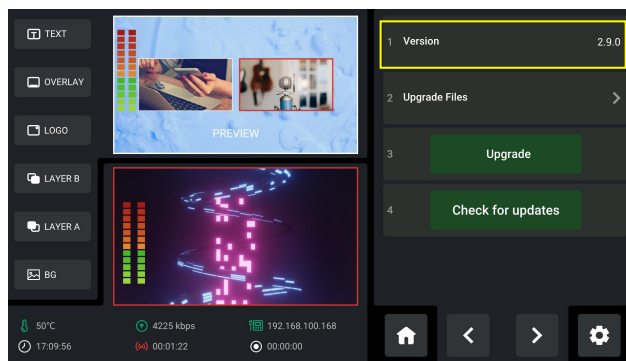 TEXT
OVERLAY
LOGO
LAYER B
LAYER A
BG
PREVIEW
50°C
4225 kbps
192.168.100.168
17:09:56
00:01:22
00:00:00
1 Version 2.9.0
2 Upgrade Files
3 Upgrade
4 Check for updates